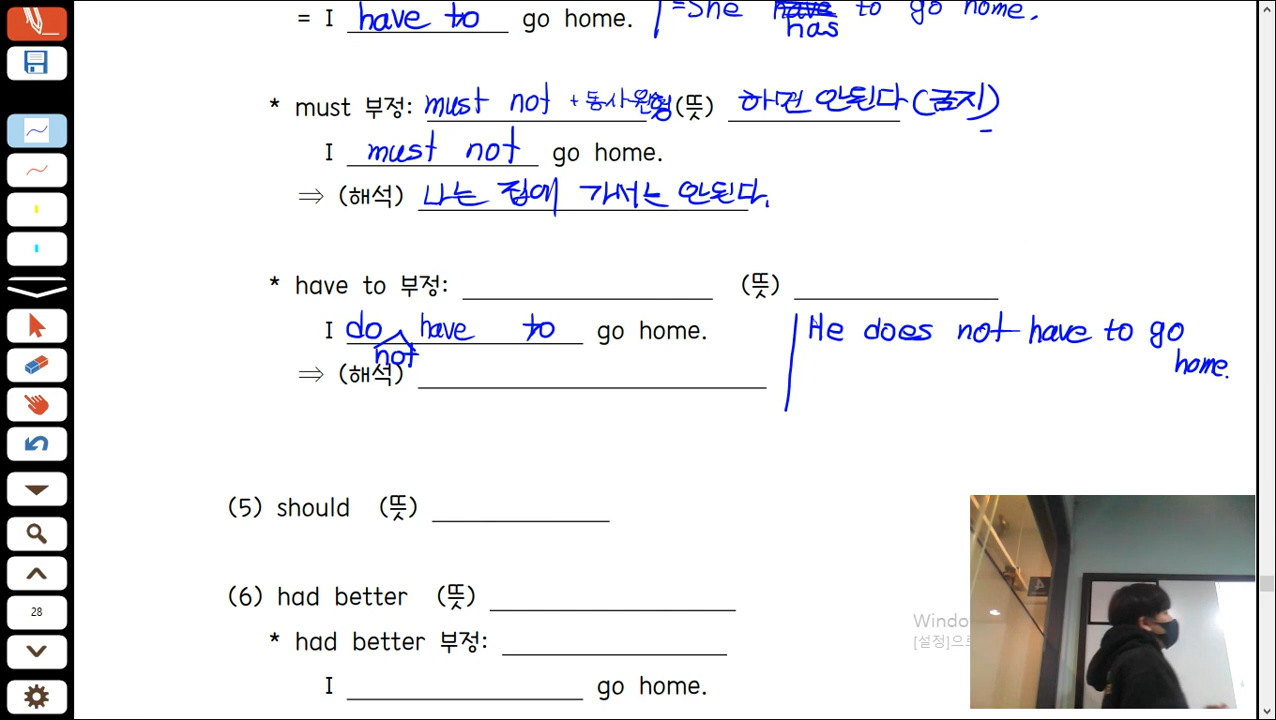 = I have to go home. =She have to go home.
has
* must 부정: must not +동사원형 (뜻) 하면 안된다 (금지)
I must not go home.
⇒ (해석) 나는 집에 가서는 안된다.
* have to 부정: (뜻)
I do have to go home. He does not have to go
not home.
⇒ (해석)
(5) should (뜻)
(6) had better (뜻)
* had better 부정:
I go home.
28